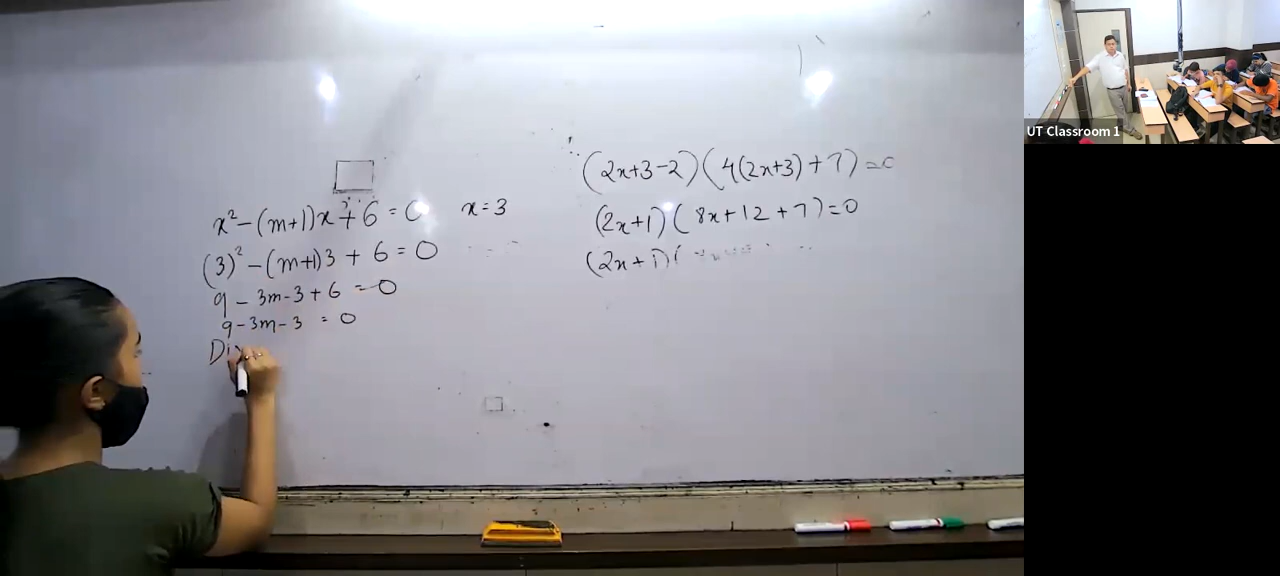 x² - (m+1)x + 6 = 0 x = 3
(3)² - (m+1)3 + 6 = 0
9 - 3m - 3 + 6 = 0
9 - 3m - 3 = 0
Di
(2x+3-2)(4(2x+3)+7)=0
(2x+1)(8x+12+7)=0
(2x+1)(
UT Classroom 1